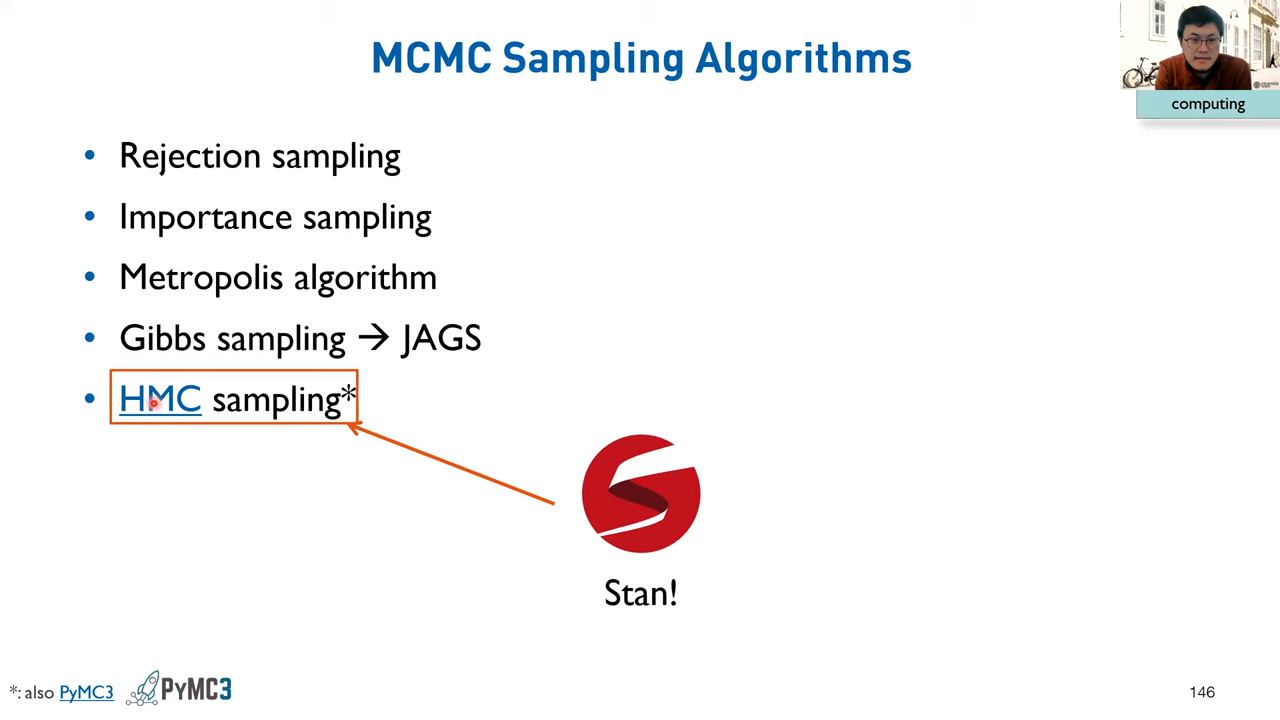 MCMC Sampling Algorithms
computing
• Rejection sampling
• Importance sampling
• Metropolis algorithm
• Gibbs sampling → JAGS
• HMC sampling*
Stan!
*: also PyMC3
PyMC3
146